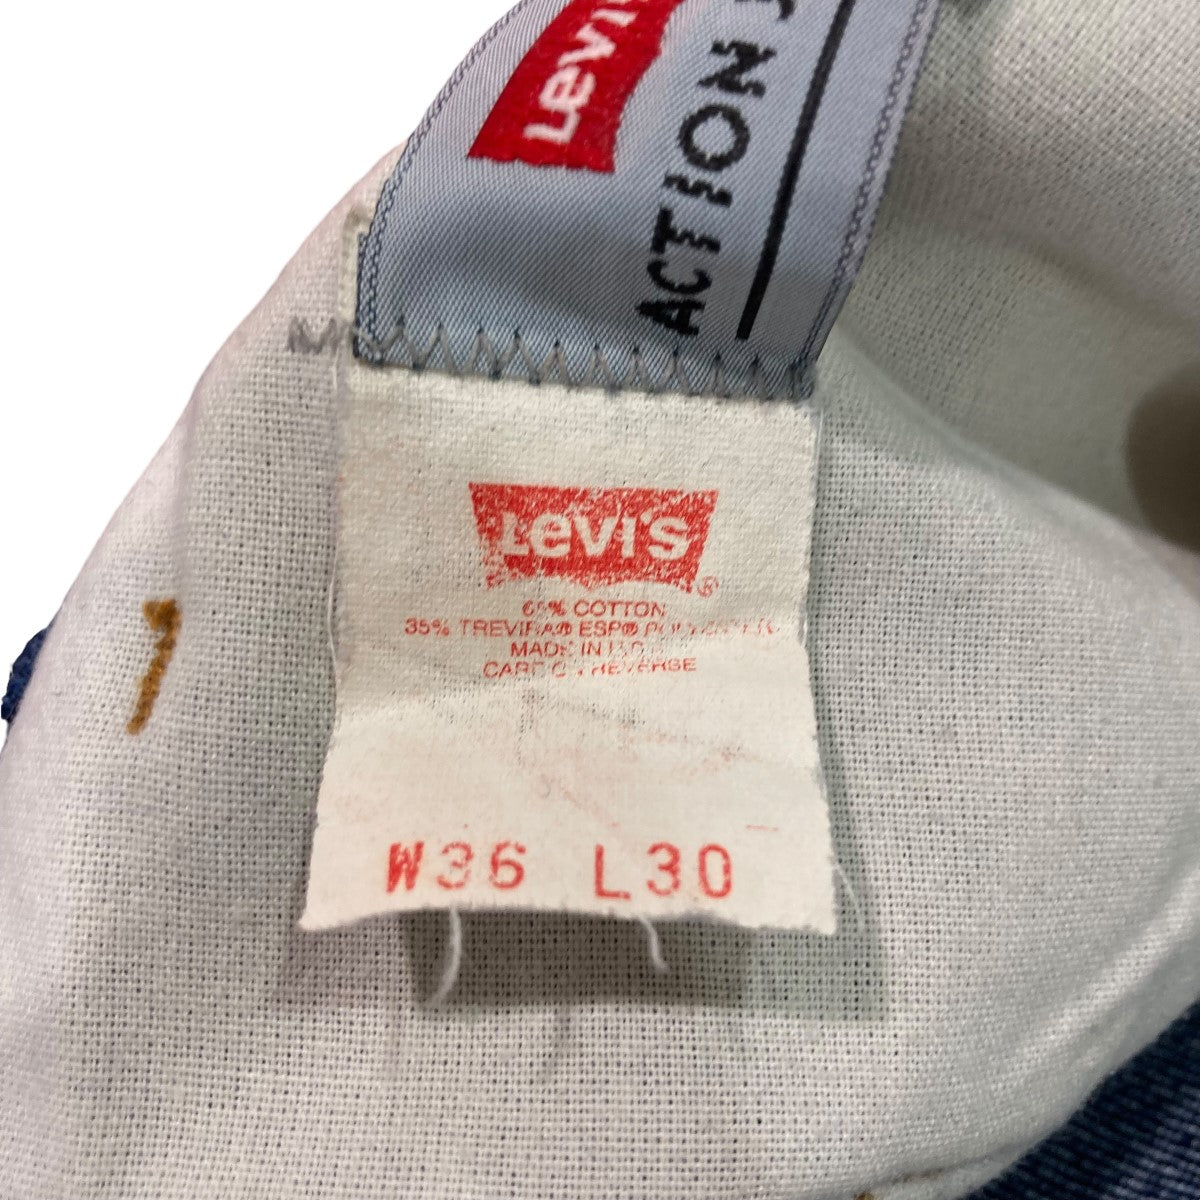 Levi's
ACTION
Levi's®
COTTON
35% TREVIRA® ESP®
MADE IN
CARE ON REVERSE
W36 L30